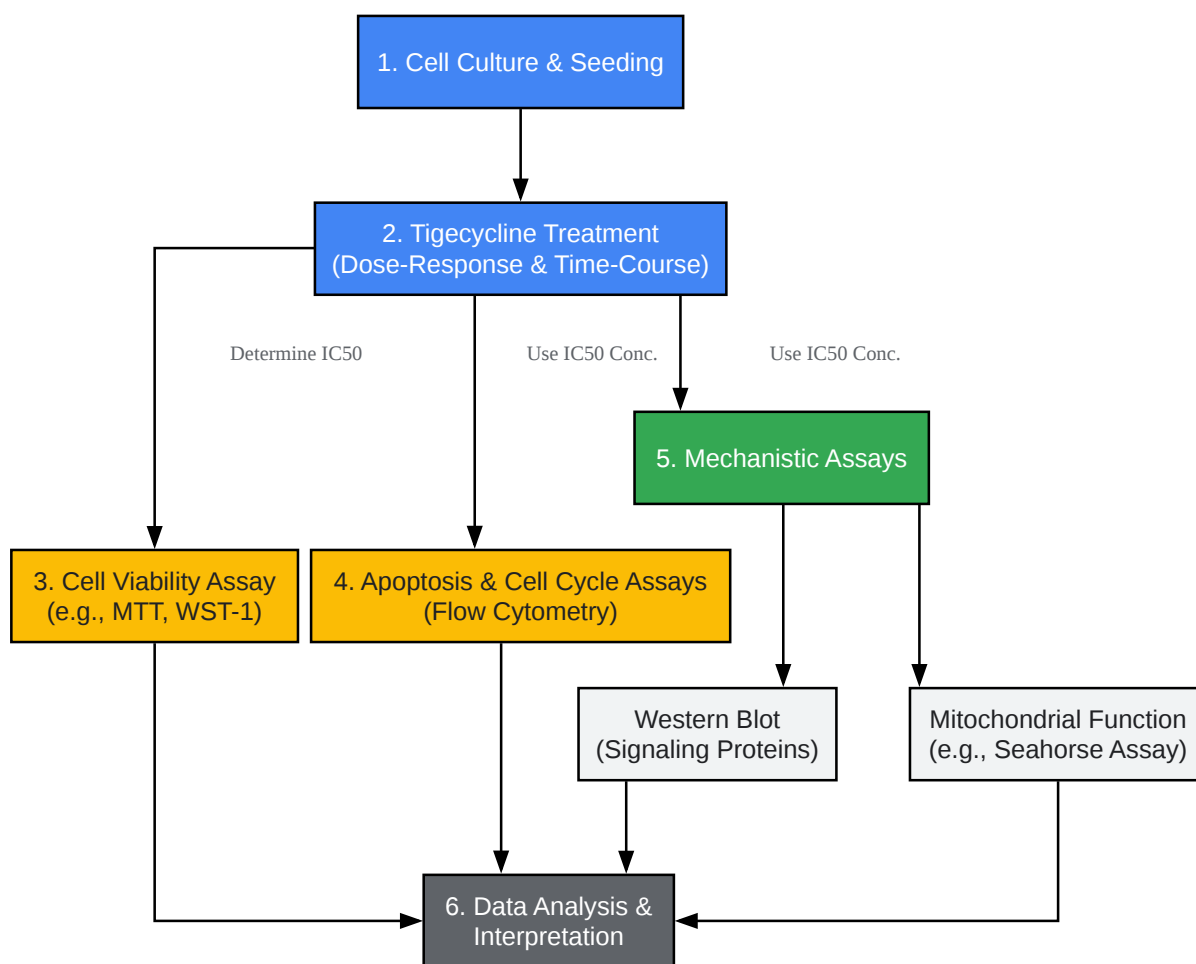 1. Cell Culture & Seeding
2. Tigecycline Treatment
(Dose-Response & Time-Course)
Determine IC50
Use IC50 Conc.
Use IC50 Conc.
5. Mechanistic Assays
3. Cell Viability Assay
(e.g., MTT, WST-1)
4. Apoptosis & Cell Cycle Assays
(Flow Cytometry)
Western Blot
(Signaling Proteins)
Mitochondrial Function
(e.g., Seahorse Assay)
6. Data Analysis &
Interpretation